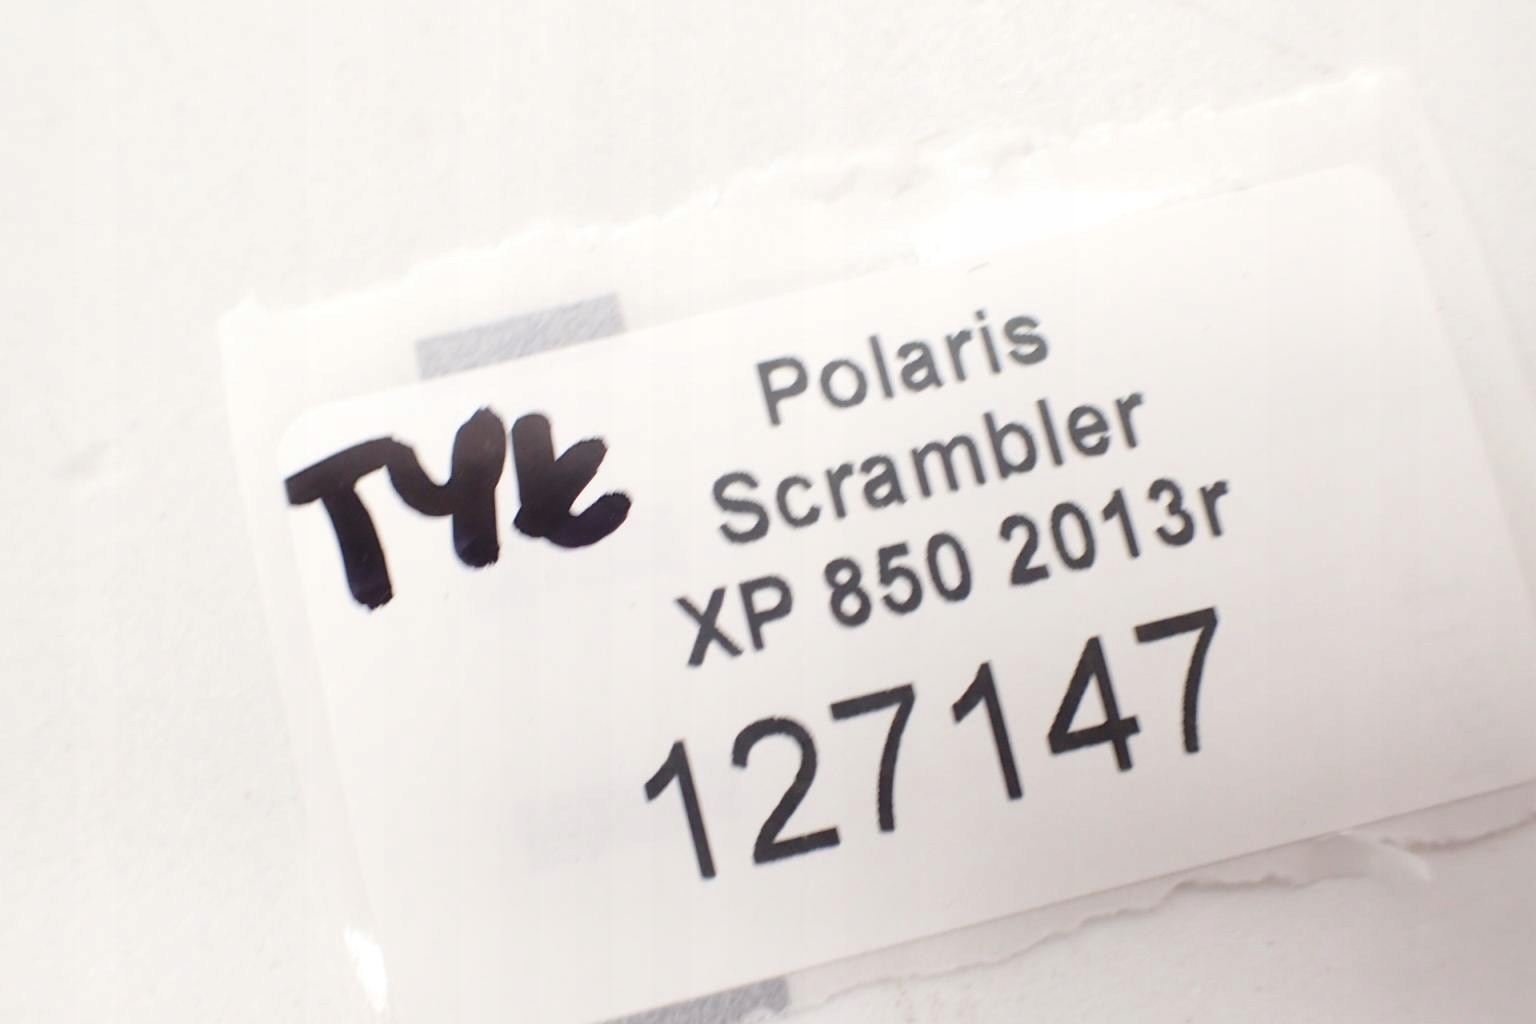 TYŁ
Polaris
Scrambler
XP 850 2013r
127147